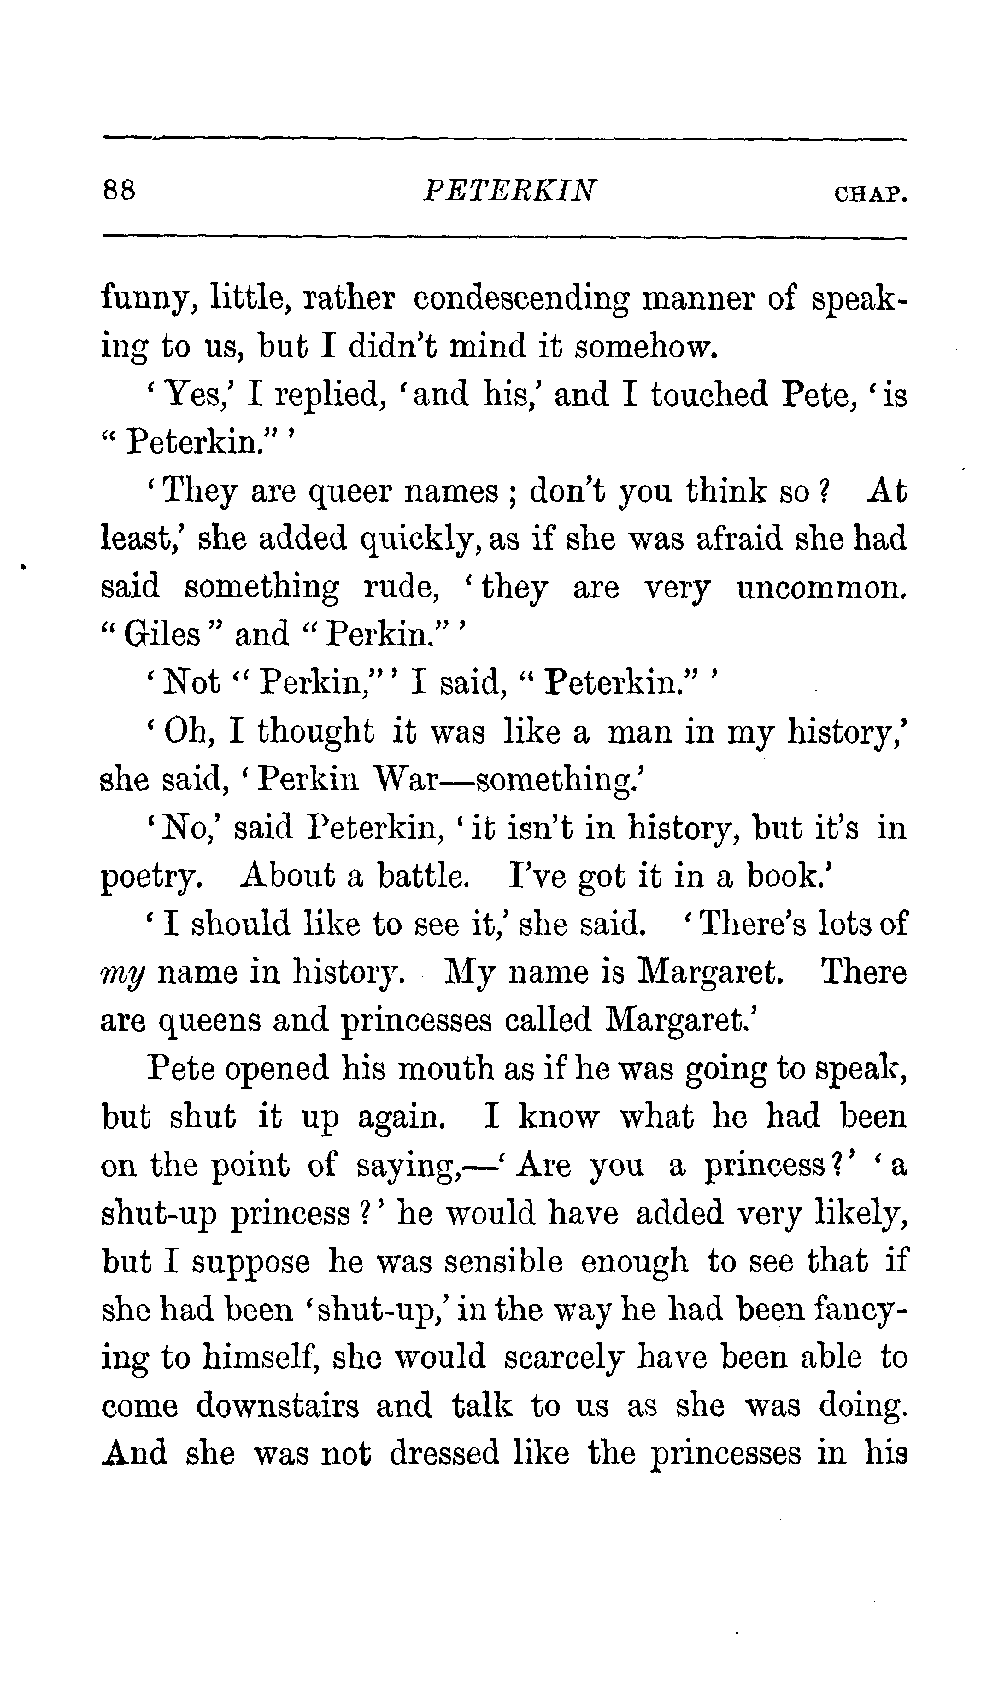 88 PETERKIN CHAP.
funny, little, rather condescending manner of speak-
ing to us, but I didn't mind it somehow.
‘Yes,’ I replied, ‘and his,’ and I touched Pete, ‘is
“Peterkin.”’
‘They are queer names; don't you think so? At
least,’ she added quickly, as if she was afraid she had
said something rude, ‘they are very uncommon.
“Giles” and “Perkin.”’
‘Not “Perkin,”’ I said, “Peterkin.”’
‘Oh, I thought it was like a man in my history,’
she said, ‘Perkin War—something.’
‘No,’ said Peterkin, ‘it isn't in history, but it's in
poetry. About a battle. I've got it in a book.’
‘I should like to see it,’ she said. ‘There's lots of
my name in history. My name is Margaret. There
are queens and princesses called Margaret.’
Pete opened his mouth as if he was going to speak,
but shut it up again. I know what he had been
on the point of saying,—‘Are you a princess?’ ‘a
shut-up princess?’ he would have added very likely,
but I suppose he was sensible enough to see that if
she had been ‘shut-up,’ in the way he had been fancy-
ing to himself, she would scarcely have been able to
come downstairs and talk to us as she was doing.
And she was not dressed like the princesses in his